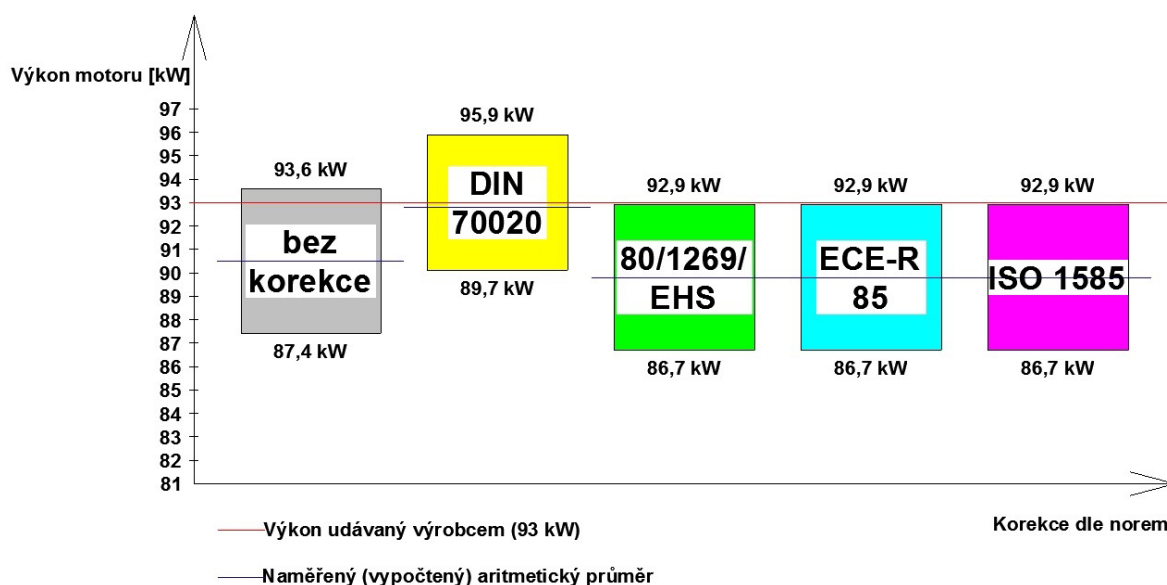 Výkon motoru [kW]
97
96
95
94
93
92
91
90
89
88
87
86
85
84
83
82
81
93,6 kW
bez
korekce
87,4 kW
95,9 kW
DIN
70020
89,7 kW
92,9 kW
80/1269/
EHS
86,7 kW
92,9 kW
ECE-R
85
86,7 kW
92,9 kW
ISO 1585
86,7 kW
Korekce dle norem
Výkon udávaný výrobcem (93 kW)
Naměřený (vypočtený) aritmetický průměr